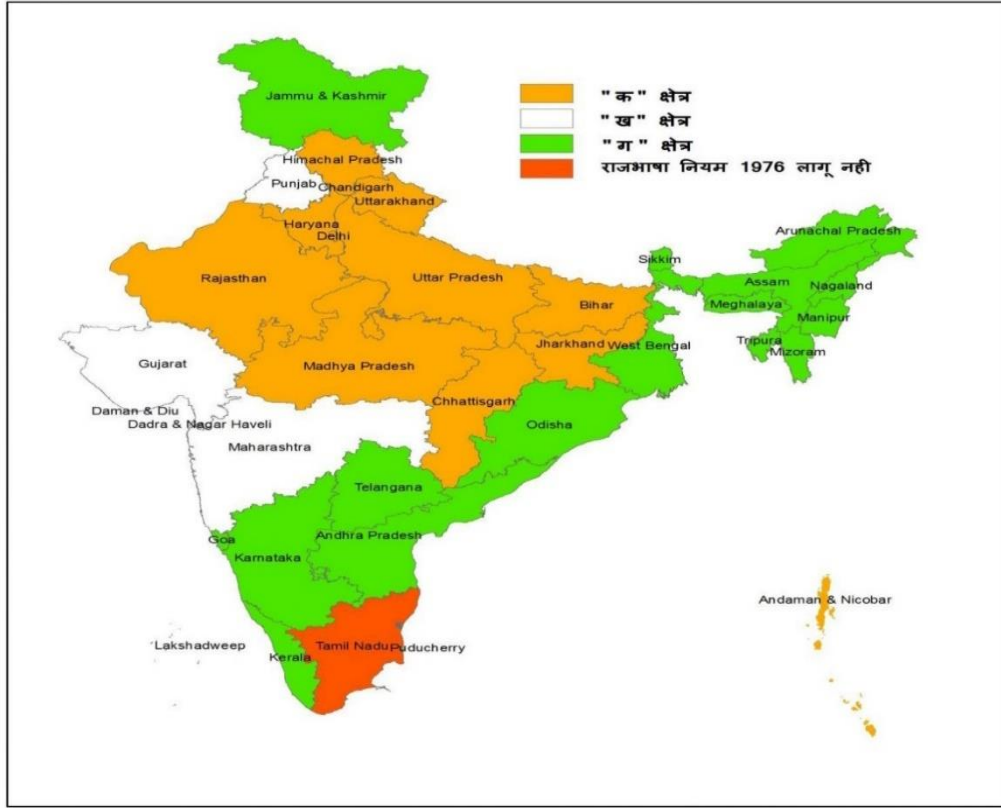 "क" क्षेत्र
"ख" क्षेत्र
"ग" क्षेत्र
राजभाषा नियम 1976 लागू नही
Jammu & Kashmir
Himachal Pradesh
Punjab
Chandigarh
Uttarakhand
Haryana
Delhi
Rajasthan
Uttar Pradesh
Bihar
Sikkim
Arunachal Pradesh
Assam
Nagaland
Meghalaya
Manipur
Tripura
Mizoram
Jharkhand
West Bengal
Gujarat
Madhya Pradesh
Chhattisgarh
Daman & Diu
Dadra & Nagar Haveli
Odisha
Maharashtra
Telangana
Goa
Andhra Pradesh
Karnataka
Andaman & Nicobar
Lakshadweep
Kerala
Tamil Nadu
Puducherry